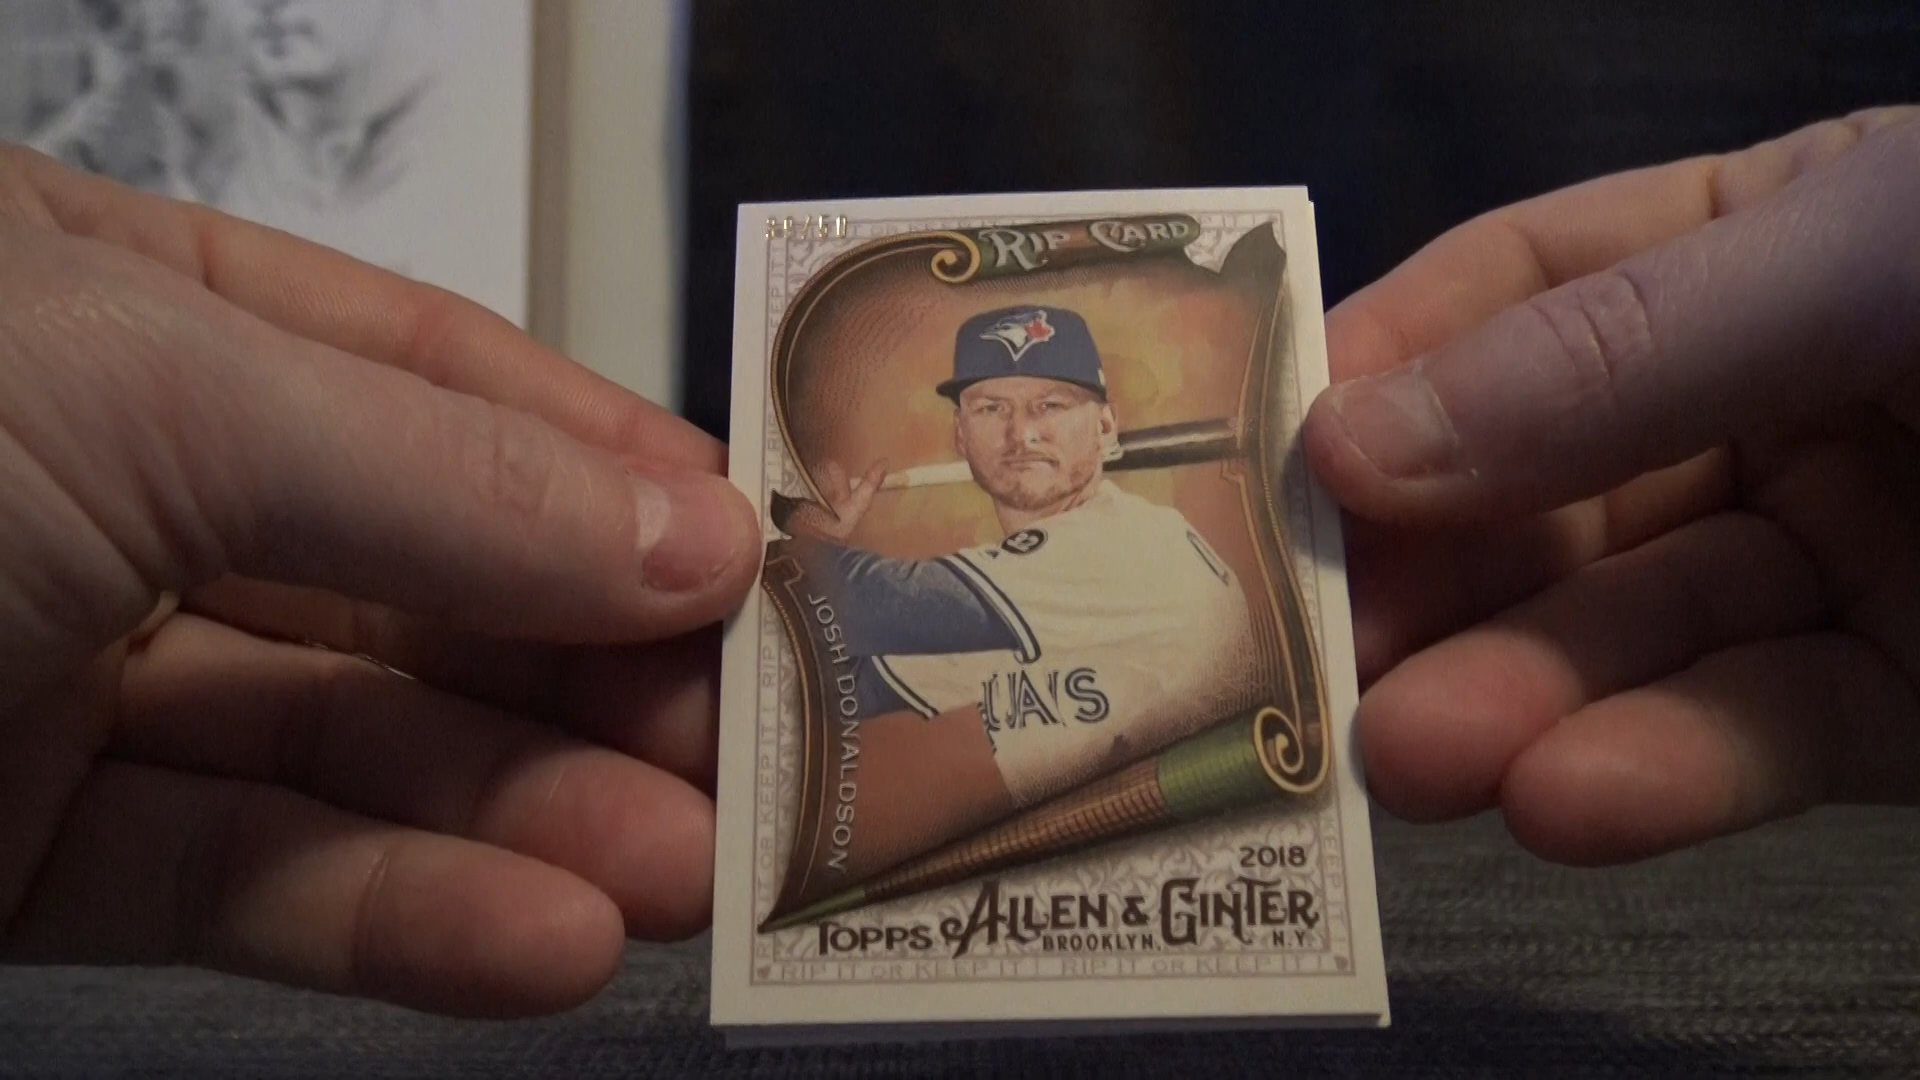 RIP CARD
JOSH DONALDSON
2018
TOPPS ALLEN & GINTER
BROOKLYN, N.Y.
RIP IT OR KEEP IT! RIP IT OR KEEP IT!